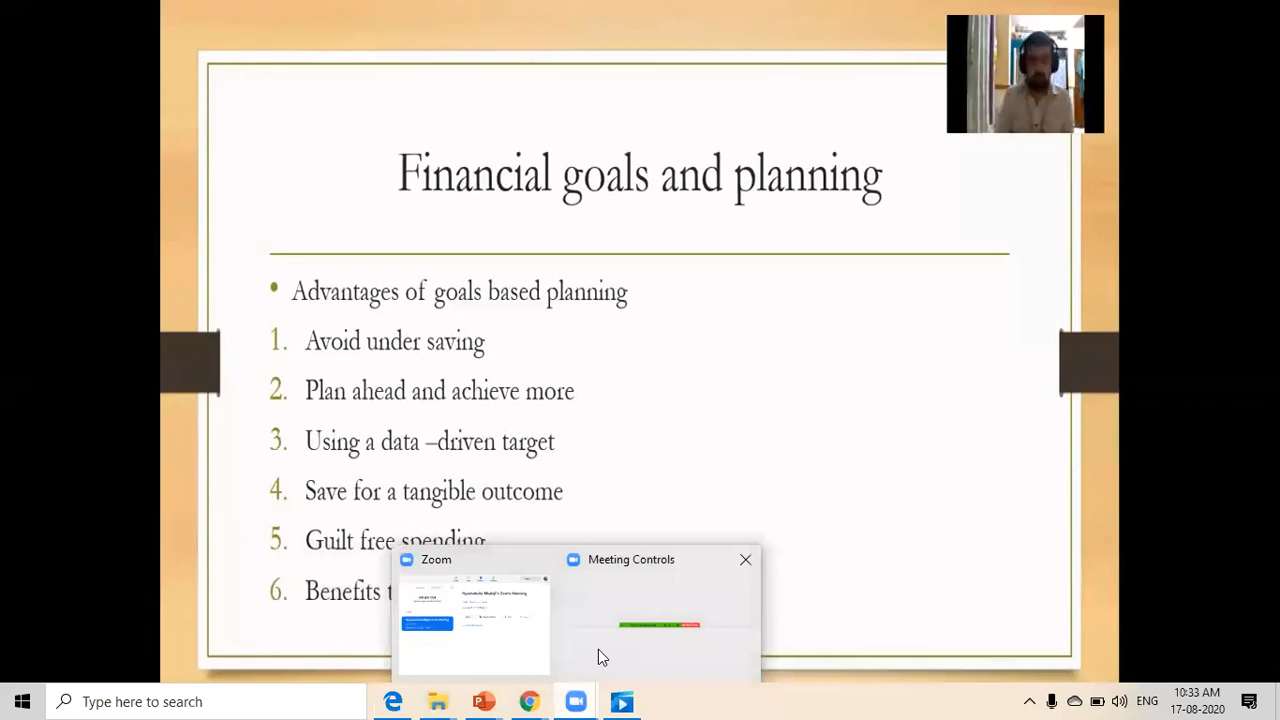 Financial goals and planning
• Advantages of goals based planning
1. Avoid under saving
2. Plan ahead and achieve more
3. Using a data –driven target
4. Save for a tangible outcome
5. Guilt free spending
6. Benefits
Zoom
Meeting Controls
Type here to search
ENG
10:33 AM
17-08-2020